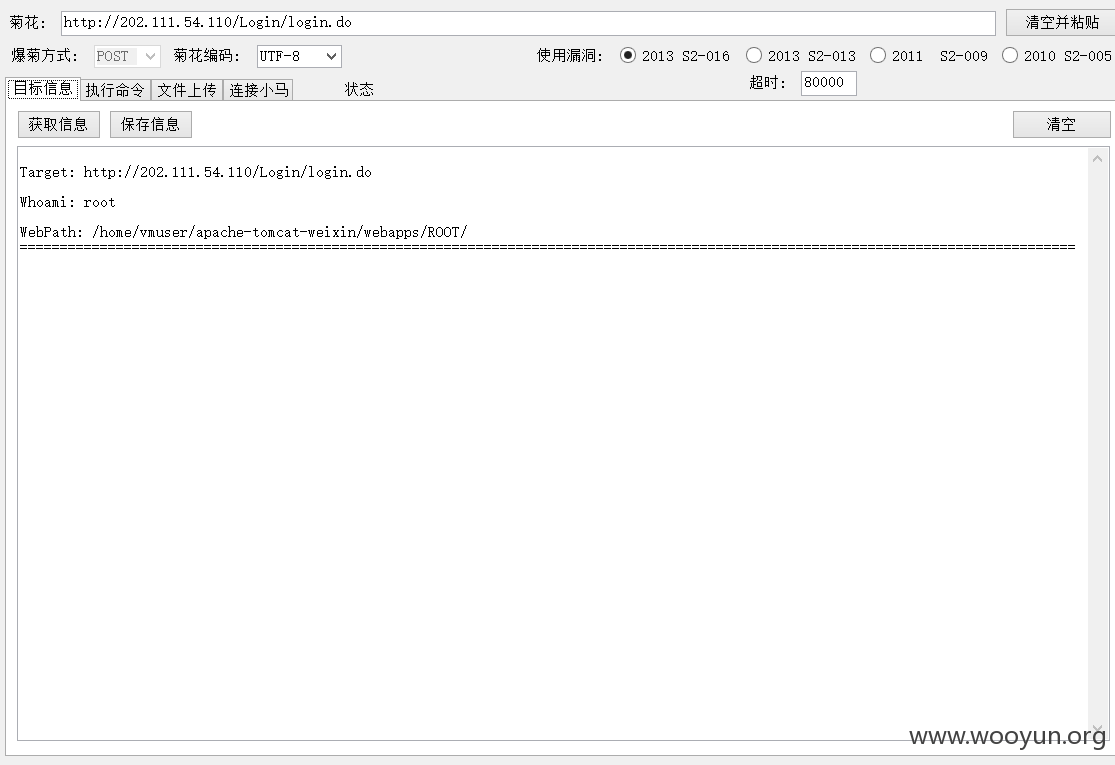 菊花： http://202.111.54.110/Login/login.do 清空并粘贴
爆菊方式： POST 菊花编码： UTF-8 使用漏洞： 2013 S2-016 2013 S2-013 2011 S2-009 2010 S2-005
超时： 80000
目标信息 执行命令 文件上传 连接小马 状态
获取信息 保存信息 清空
Target: http://202.111.54.110/Login/login.do
Whoami: root
WebPath: /home/vmuser/apache-tomcat-weixin/webapps/ROOT/
====================================================================================================================================
www.wooyun.org